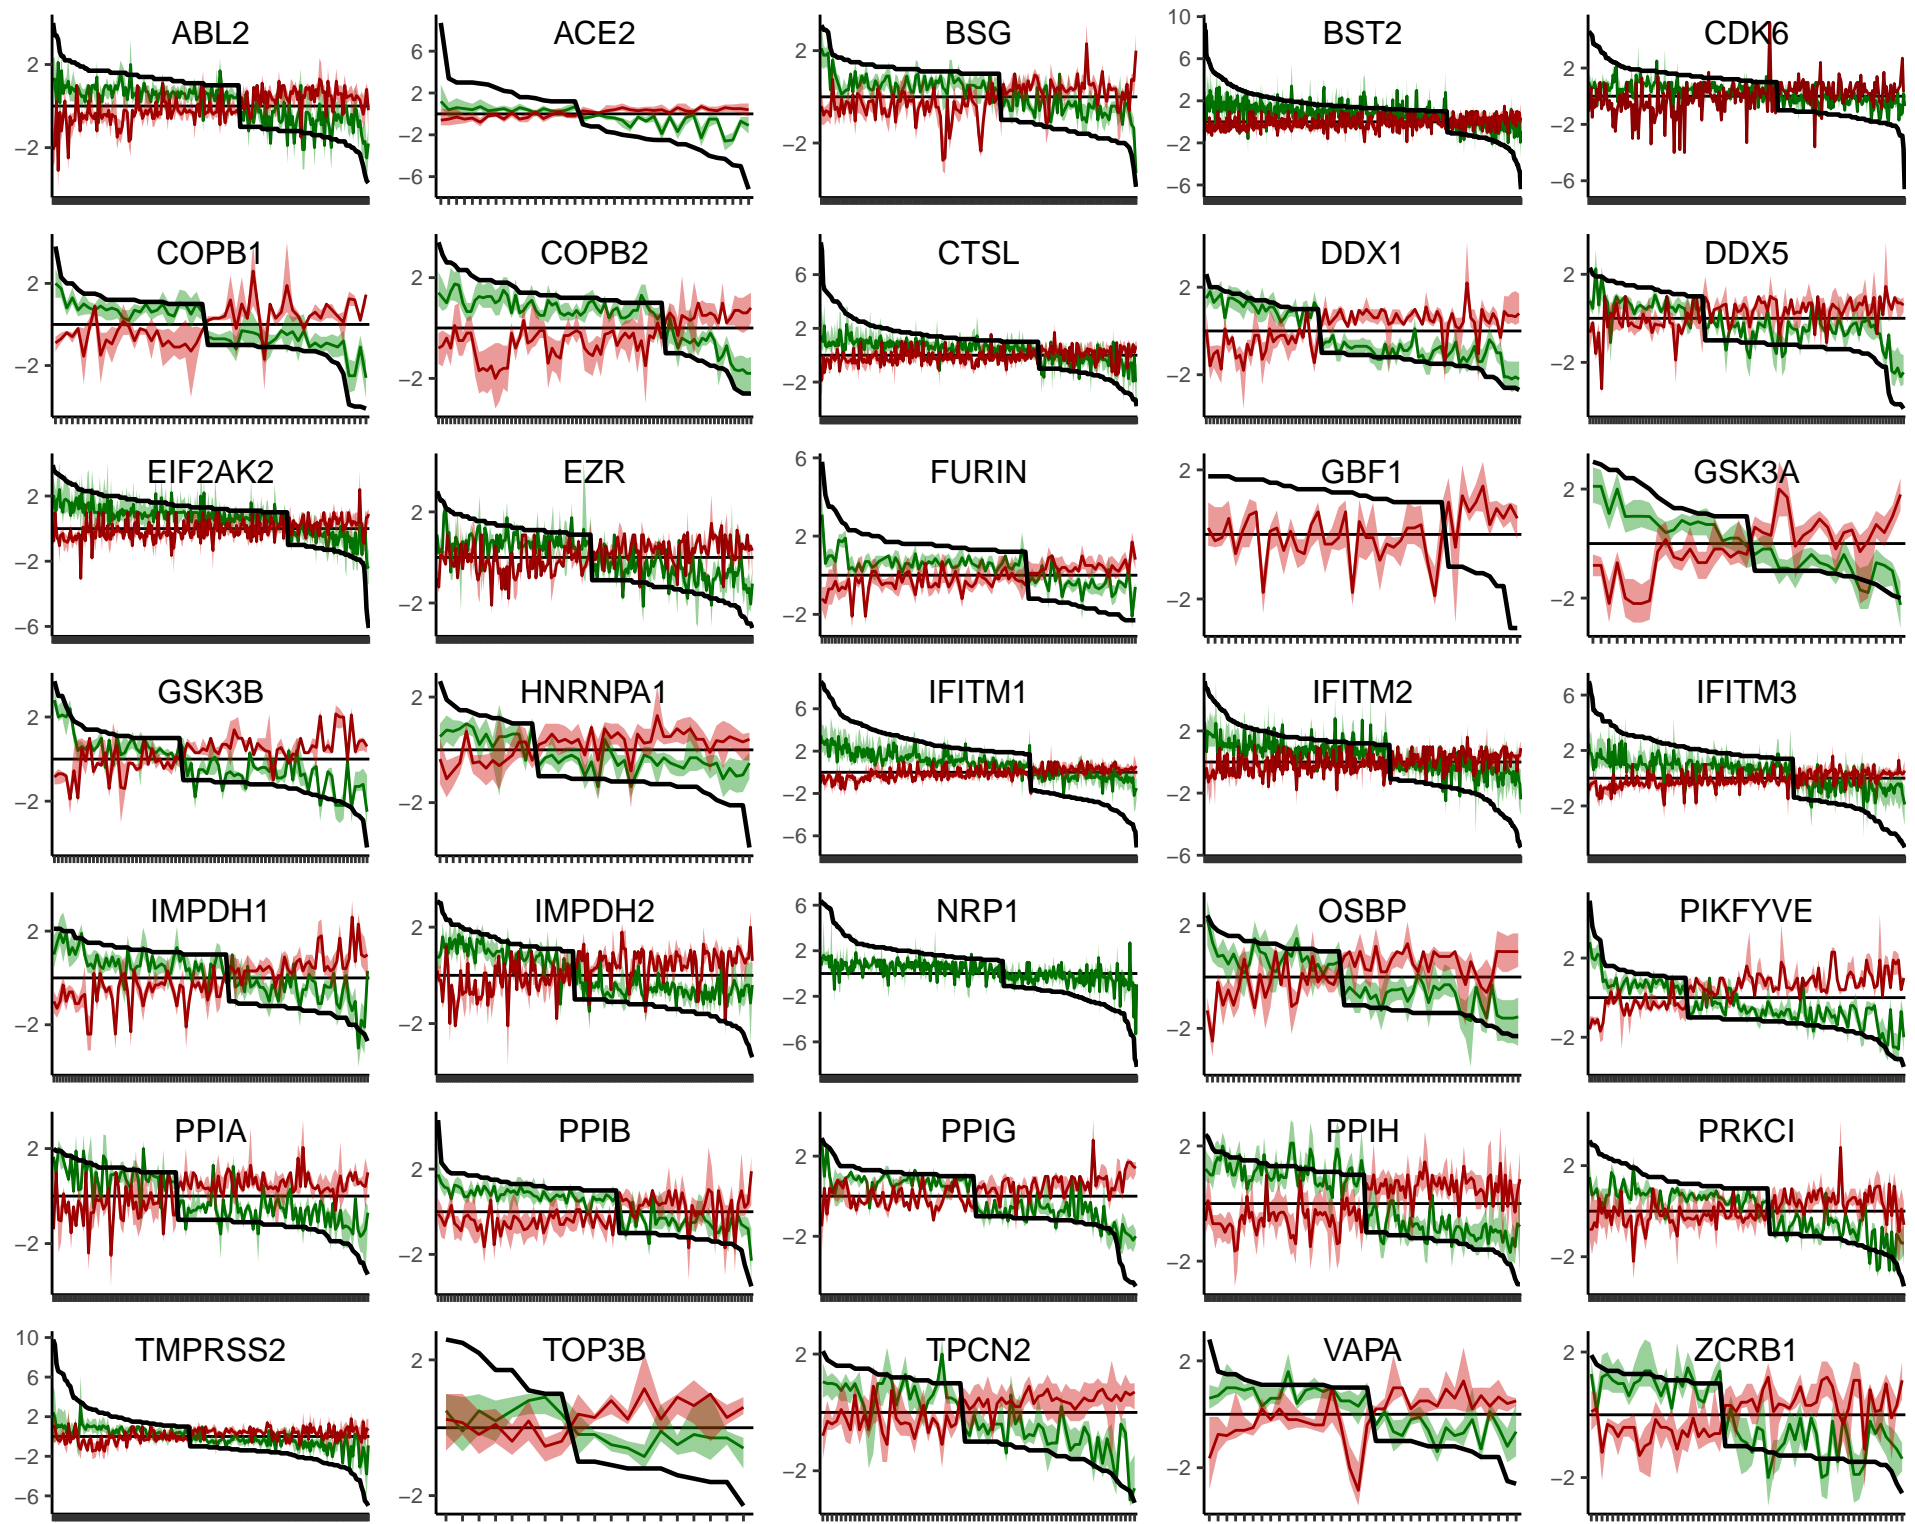 ABL2 ACE2 BSG BST2 CDK6
2 −2
6 2 −2 −6
2 −2
10 6 2 −2 −6
2 −2 −6
COPB1 COPB2 CTSL DDX1 DDX5
2 −2
2 −2
6 2 −2
2 −2
2 −2
EIF2AK2 EZR FURIN GBF1 GSK3A
2 −2 −6
2 −2
6 2 −2
2 −2
2 −2
GSK3B HNRNPA1 IFITM1 IFITM2 IFITM3
2 −2
2 −2
6 2 −2 −6
2 −2 −6
6 2 −2
IMPDH1 IMPDH2 NRP1 OSBP PIKFYVE
2 −2
2 −2
6 2 −2 −6
2 −2
2 −2
PPIA PPIB PPIG PPIH PRKCI
2 −2
2 −2
2 −2
2 −2
2 −2
TMPRSS2 TOP3B TPCN2 VAPA ZCRB1
10 6 2 −2 −6
2 −2
2 −2
2 −2
2 −2